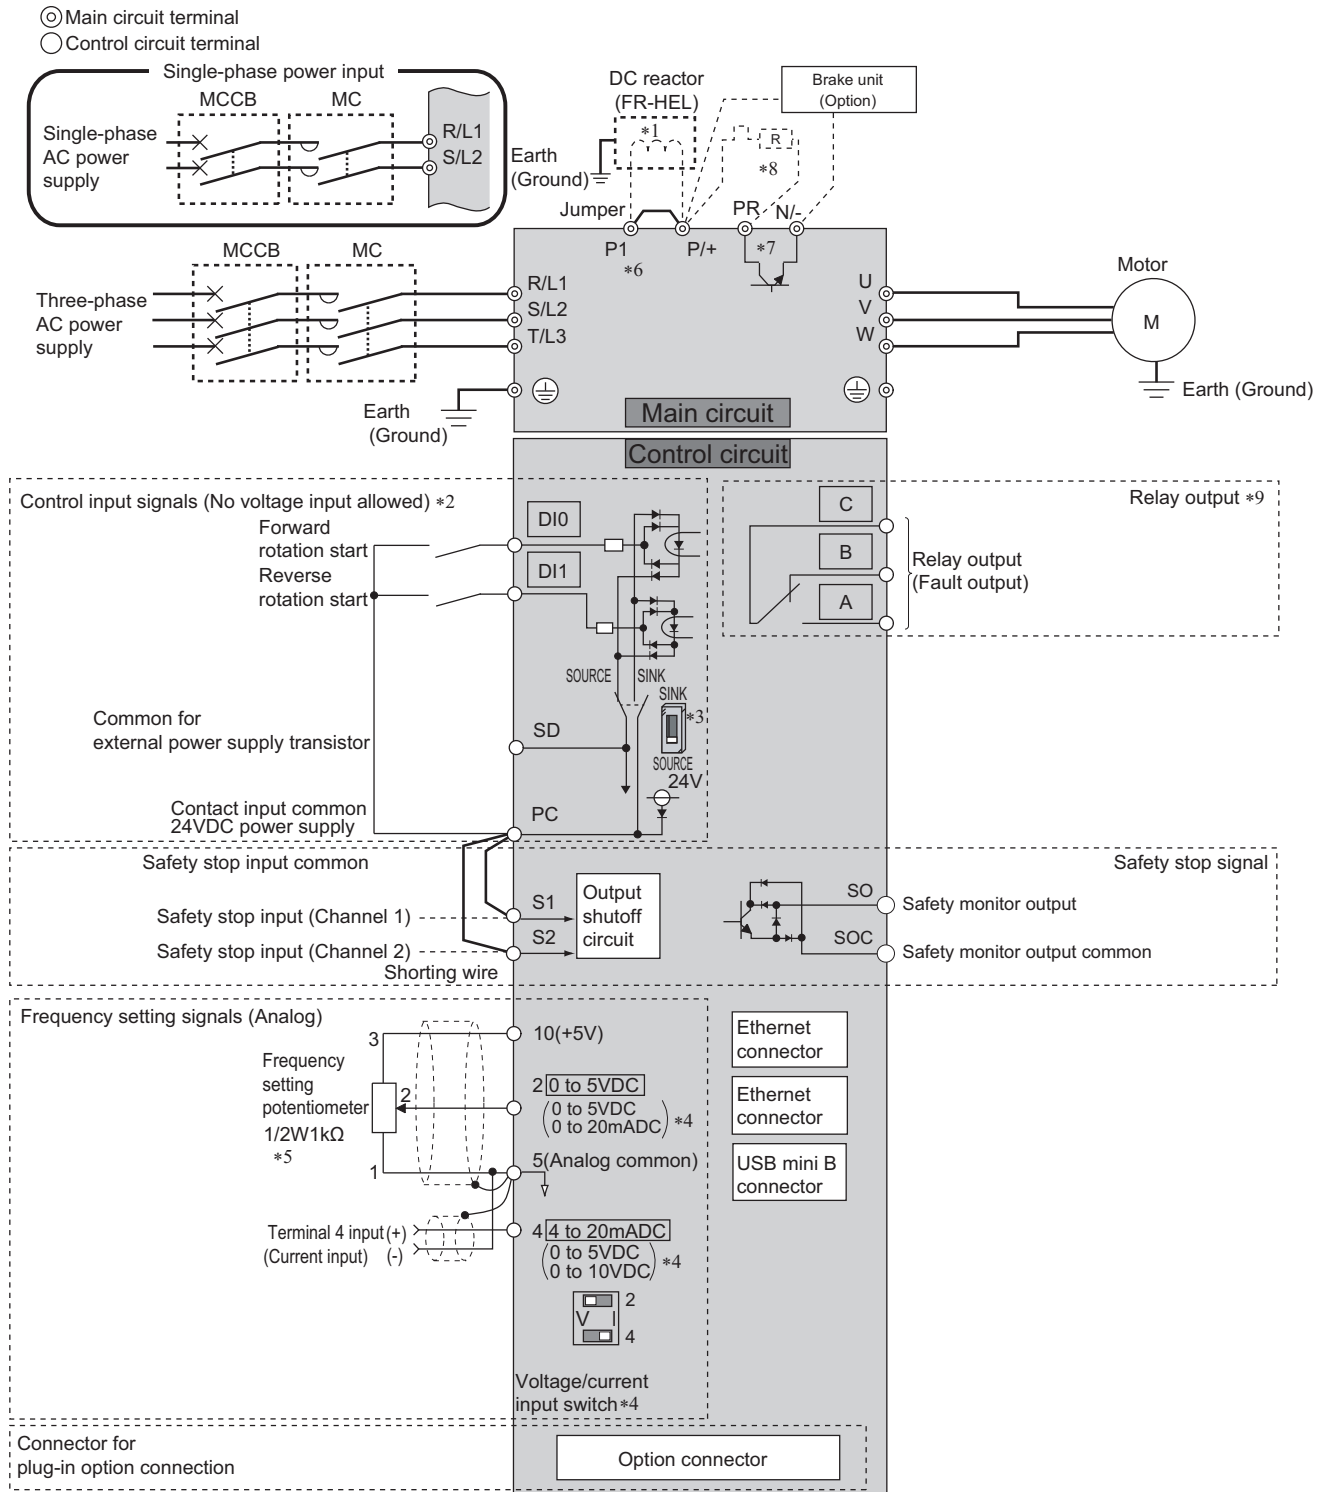 Main circuit terminal
Control circuit terminal
Single-phase power input
MCCB
MC
Single-phase
AC power
supply
R/L1
S/L2
Earth
(Ground)
DC reactor
(FR-HEL)
*1
Brake unit
(Option)
R
*8
Jumper
PR
N/-
P1
*6
P/+
*7
MCCB
MC
Three-phase
AC power
supply
R/L1
S/L2
T/L3
U
V
W
Motor
M
Earth
(Ground)
Earth (Ground)
Main circuit
Control circuit
Control input signals (No voltage input allowed) *2
Forward
rotation start
Reverse
rotation start
DI0
DI1
SOURCE
SINK
SINK
*3
SOURCE
24V
Common for
external power supply transistor
SD
Contact input common
24VDC power supply
PC
Relay output *9
C
B
A
Relay output
(Fault output)
Safety stop input common
Safety stop signal
Safety stop input (Channel 1)
S1
Safety stop input (Channel 2)
S2
Shorting wire
Output
shutoff
circuit
SO
Safety monitor output
SOC
Safety monitor output common
Frequency setting signals (Analog)
3
Frequency
setting
potentiometer
1/2W1kΩ
*5
2
1
10(+5V)
2 0 to 5VDC
(0 to 5VDC
0 to 20mADC) *4
5(Analog common)
Terminal 4 input (+)
(Current input) (-)
4 4 to 20mADC
(0 to 5VDC
0 to 10VDC) *4
2
V I
4
Voltage/current
input switch*4
Ethernet
connector
Ethernet
connector
USB mini B
connector
Connector for
plug-in option connection
Option connector